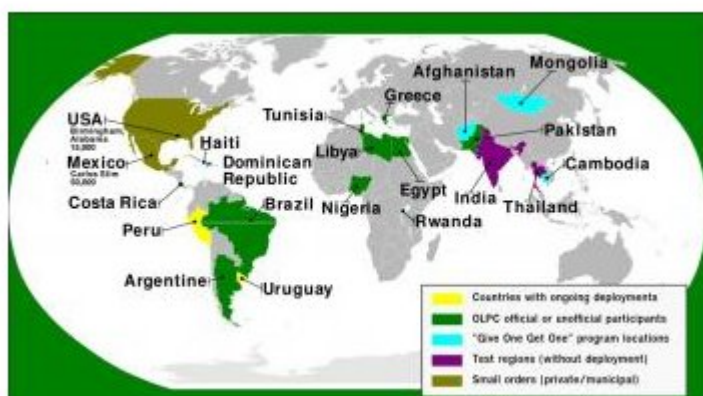 Mongolia
Afghanistan
Greece
USA
Birmingham,
Alabama
15,000
Tunisia
Pakistan
Haiti
Mexico
Carlos Slim
50,000
Libya
Dominican
Republic
Cambodia
Egypt
India
Costa Rica
Brazil
Nigeria
Thailand
Rwanda
Peru
Argentine
Uruguay
Countries with ongoing deployments
OLPC official or unofficial participants
"Give One Get One" program locations
Test regions (without deployment)
Small orders (private/municipal)